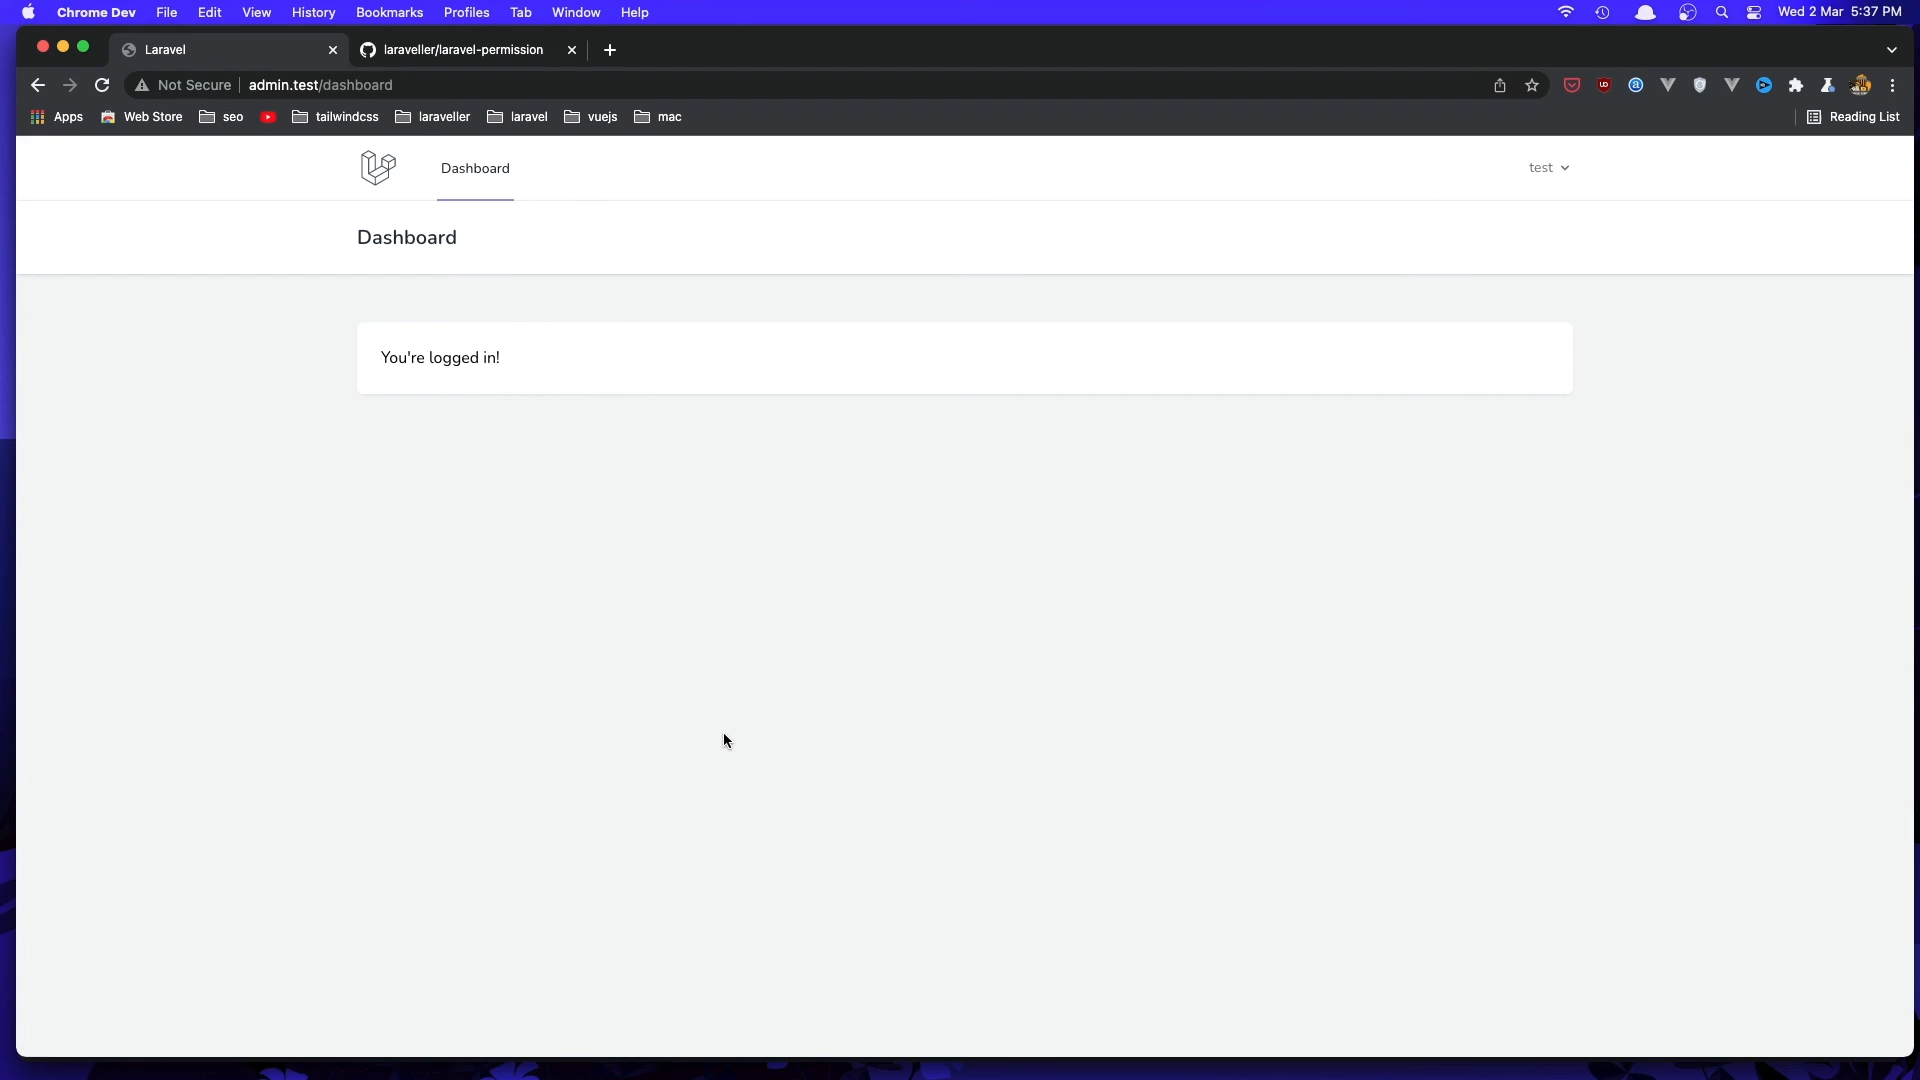 Chrome Dev File Edit View History Bookmarks Profiles Tab Window Help Wed 2 Mar 5:37 PM
Laravel laraveller/laravel-permission
Not Secure admin.test/dashboard
Apps Web Store seo tailwindcss laraveller laravel vuejs mac Reading List
Dashboard test
Dashboard
You're logged in!